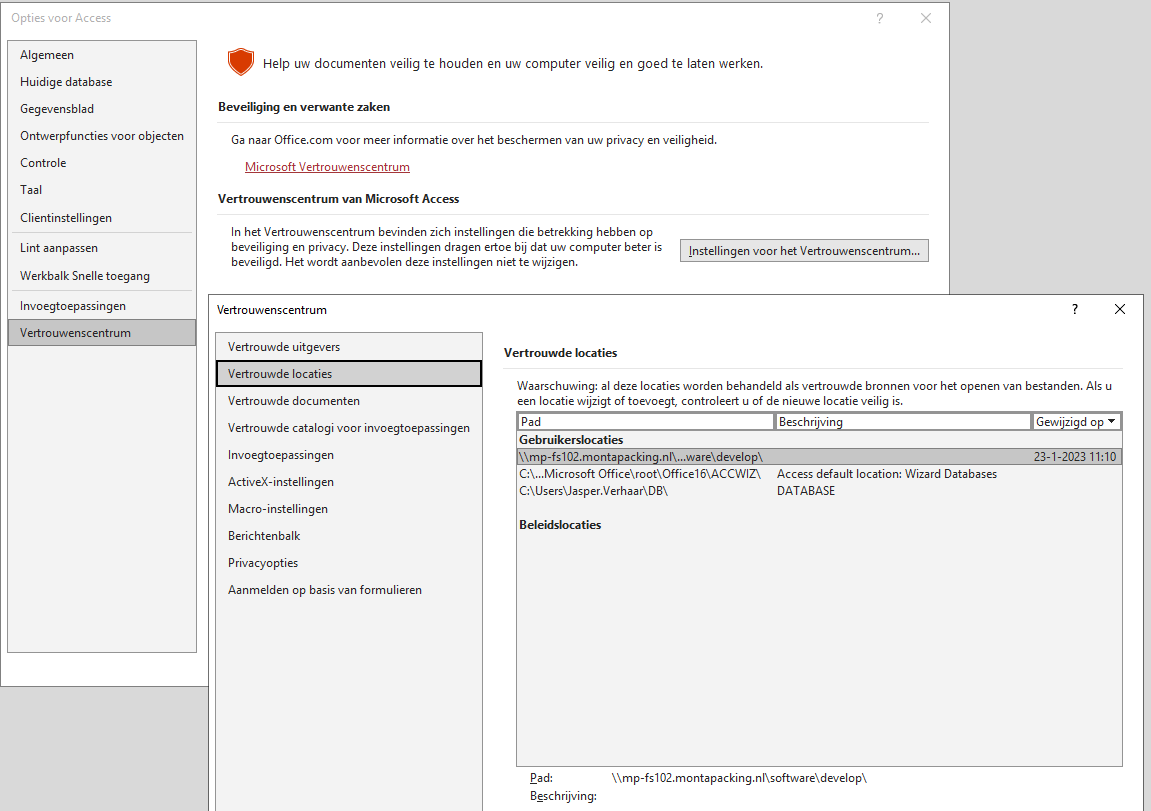 Opties voor Access
?
Algemeen
Huidige database
Gegevensblad
Ontwerpfuncties voor objecten
Controle
Taal
Clientinstellingen
Lint aanpassen
Werkbalk Snelle toegang
Invoegtoepassingen
Vertrouwenscentrum
Help uw documenten veilig te houden en uw computer veilig en goed te laten werken.
Beveiliging en verwante zaken
Ga naar Office.com voor meer informatie over het beschermen van uw privacy en veiligheid.
Microsoft Vertrouwenscentrum
Vertrouwenscentrum van Microsoft Access
In het Vertrouwenscentrum bevinden zich instellingen die betrekking hebben op
beveiliging en privacy. Deze instellingen dragen ertoe bij dat uw computer beter is
beveiligd. Het wordt aanbevolen deze instellingen niet te wijzigen.
Instellingen voor het Vertrouwenscentrum...
Vertrouwenscentrum
?
Vertrouwde uitgevers
Vertrouwde locaties
Vertrouwde documenten
Vertrouwde catalogi voor invoegtoepassingen
Invoegtoepassingen
ActiveX-instellingen
Macro-instellingen
Berichtenbalk
Privacyopties
Aanmelden op basis van formulieren
Vertrouwde locaties
Waarschuwing: al deze locaties worden behandeld als vertrouwde bronnen voor het openen van bestanden. Als u
een locatie wijzigt of toevoegt, controleert u of de nieuwe locatie veilig is.
Pad Beschrijving Gewijzigd op
Gebruikerslocaties
\\mp-fs102.montapacking.nl\...ware\develop\ 23-1-2023 11:10
C:\...Microsoft Office\root\Office16\ACCWIZ\ Access default location: Wizard Databases
C:\Users\Jasper.Verhaar\DB\ DATABASE
Beleidslocaties
Pad: \\mp-fs102.montapacking.nl\software\develop\
Beschrijving: